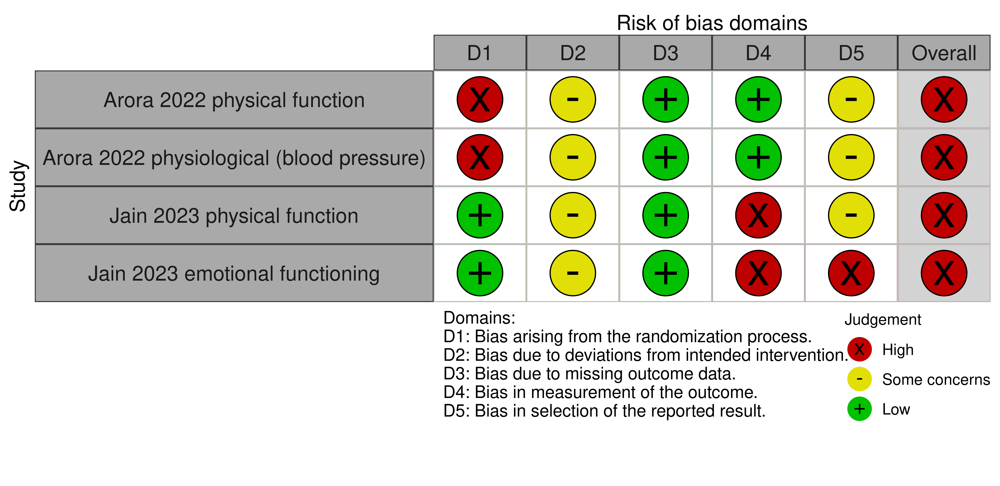 Risk of bias domains
D1 D2 D3 D4 D5 Overall
Study
Arora 2022 physical function X - + + - X
Arora 2022 physiological (blood pressure) X - + + - X
Jain 2023 physical function + - + X - X
Jain 2023 emotional functioning + - + X X X
Domains:
D1: Bias arising from the randomization process.
D2: Bias due to deviations from intended intervention.
D3: Bias due to missing outcome data.
D4: Bias in measurement of the outcome.
D5: Bias in selection of the reported result.
Judgement
X High
- Some concerns
+ Low